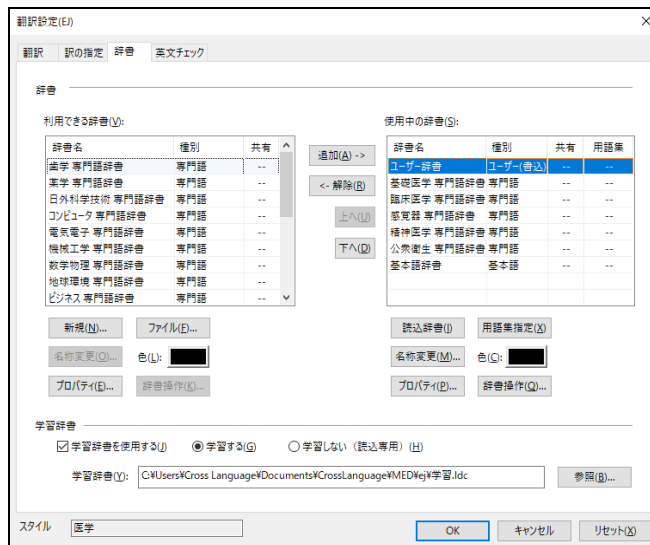 翻訳設定(EJ)
翻訳 訳の指定 辞書 英文チェック
辞書
利用できる辞書(V):
辞書名 種別 共有
歯学 専門語辞書 専門語 --
薬学 専門語辞書 専門語 --
日外科学技術 専門語辞書 専門語 --
コンピュータ 専門語辞書 専門語 --
電気電子 専門語辞書 専門語 --
機械工学 専門語辞書 専門語 --
数学物理 専門語辞書 専門語 --
地球環境 専門語辞書 専門語 --
ビジネス 専門語辞書 専門語 --
追加(A) ->
<- 解除(R)
上へ(U)
下へ(D)
使用中の辞書(S):
辞書名 種別 共有 用語集
ユーザー辞書 ユーザー(書込) -- --
基礎医学 専門語辞書 専門語 -- --
臨床医学 専門語辞書 専門語 -- --
感覚器 専門語辞書 専門語 -- --
精神医学 専門語辞書 専門語 -- --
公衆衛生 専門語辞書 専門語 -- --
基本語辞書 基本語 -- --
新規(N)... ファイル(F)...
名称変更(O)... 色(L):
プロパティ(E)... 辞書操作(K)...
読込辞書(I) 用語集指定(X)
名称変更(M)... 色(C):
プロパティ(P)... 辞書操作(Q)...
学習辞書
学習辞書を使用する(J) 学習する(G) 学習しない（読込専用）(H)
学習辞書(Y): C:¥Users¥Cross Language¥Documents¥CrossLanguage¥MED¥ej¥学習.ldc 参照(B)...
スタイル 医学
OK キャンセル リセット(X)